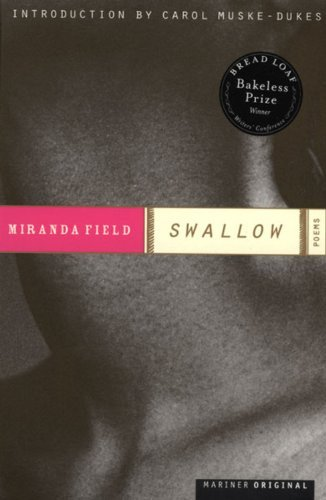 INTRODUCTION BY CAROL MUSKE-DUKES
BREAD LOAF
Bakeless
Prize
Winner
Writers' Conference
MIRANDA FIELD
SWALLOW
POEMS
MARINER ORIGINAL